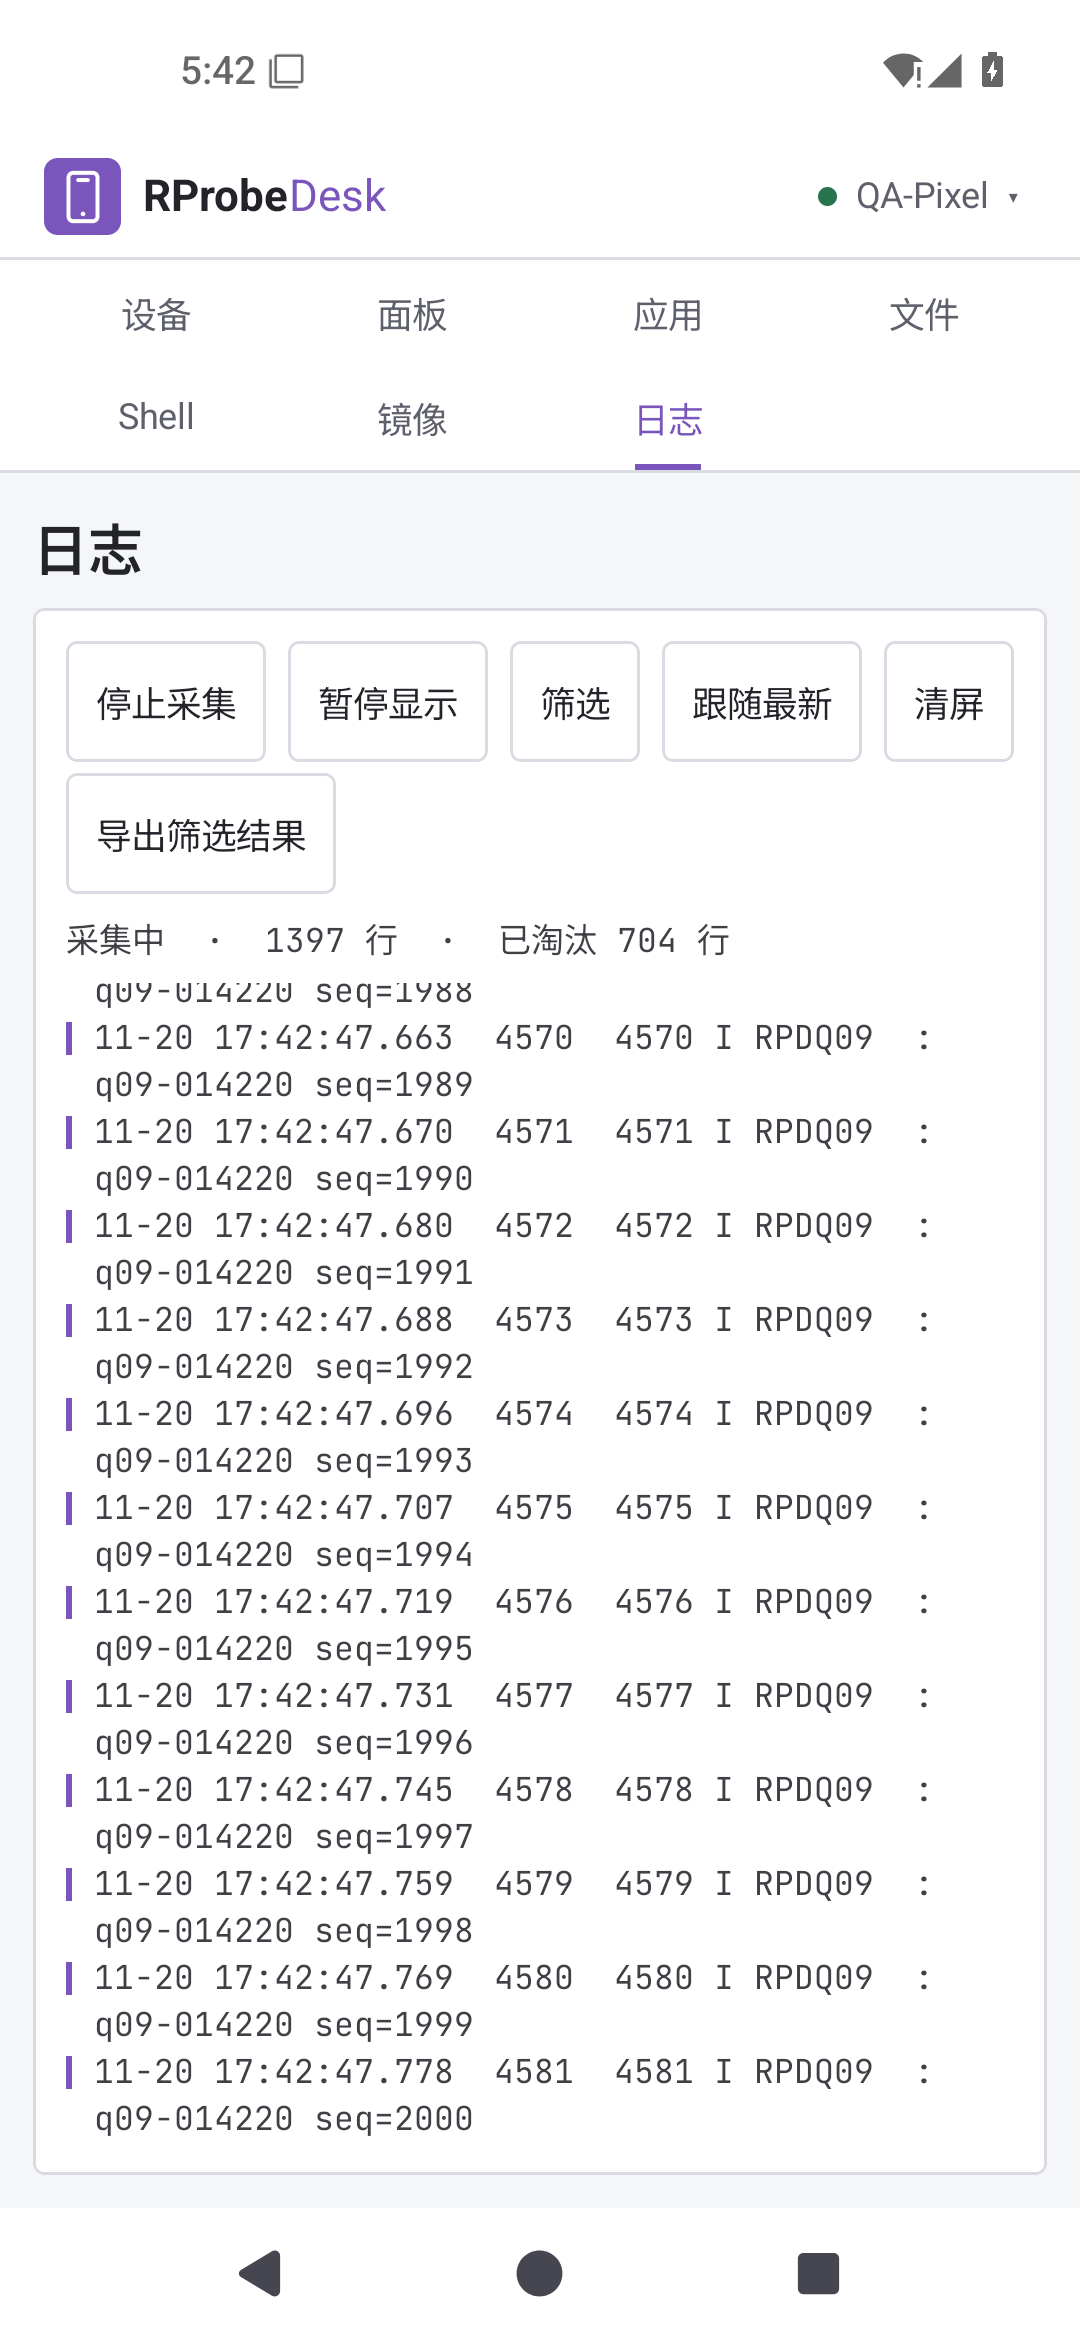 5:42
RProbeDesk
QA-Pixel
设备 面板 应用 文件
Shell 镜像 日志
日志
停止采集 暂停显示 筛选 跟随最新 清屏
导出筛选结果
采集中 · 1397 行 · 已淘汰 704 行
q09-014220 seq=1988
11-20 17:42:47.663 4570 4570 I RPDQ09 :
q09-014220 seq=1989
11-20 17:42:47.670 4571 4571 I RPDQ09 :
q09-014220 seq=1990
11-20 17:42:47.680 4572 4572 I RPDQ09 :
q09-014220 seq=1991
11-20 17:42:47.688 4573 4573 I RPDQ09 :
q09-014220 seq=1992
11-20 17:42:47.696 4574 4574 I RPDQ09 :
q09-014220 seq=1993
11-20 17:42:47.707 4575 4575 I RPDQ09 :
q09-014220 seq=1994
11-20 17:42:47.719 4576 4576 I RPDQ09 :
q09-014220 seq=1995
11-20 17:42:47.731 4577 4577 I RPDQ09 :
q09-014220 seq=1996
11-20 17:42:47.745 4578 4578 I RPDQ09 :
q09-014220 seq=1997
11-20 17:42:47.759 4579 4579 I RPDQ09 :
q09-014220 seq=1998
11-20 17:42:47.769 4580 4580 I RPDQ09 :
q09-014220 seq=1999
11-20 17:42:47.778 4581 4581 I RPDQ09 :
q09-014220 seq=2000